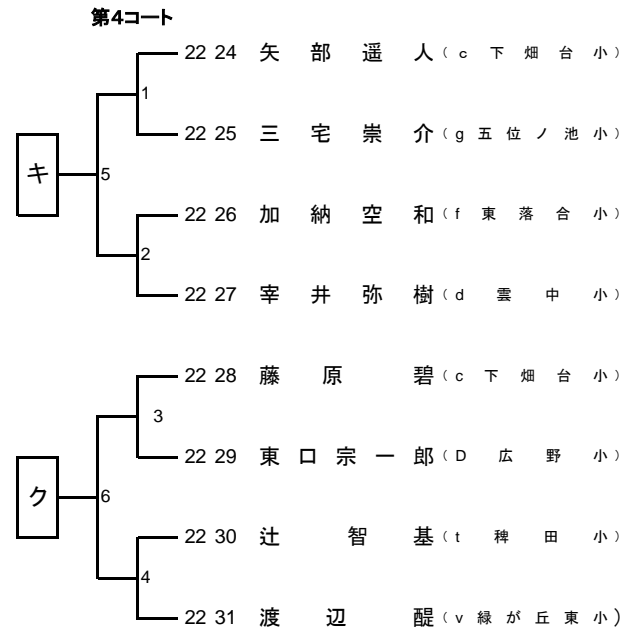 第4コート
22 24 矢部遥人(c 下畑台小)
1
22 25 三宅崇介(g 五位ノ池小)
キ
5
22 26 加納空和(f 東落合小)
2
22 27 宰井弥樹(d 雲中小)
22 28 藤原碧(c 下畑台小)
3
22 29 東口宗一郎(D 広野小)
ク
6
22 30 辻智基(t 稗田小)
4
22 31 渡辺醍(v 緑が丘東小)